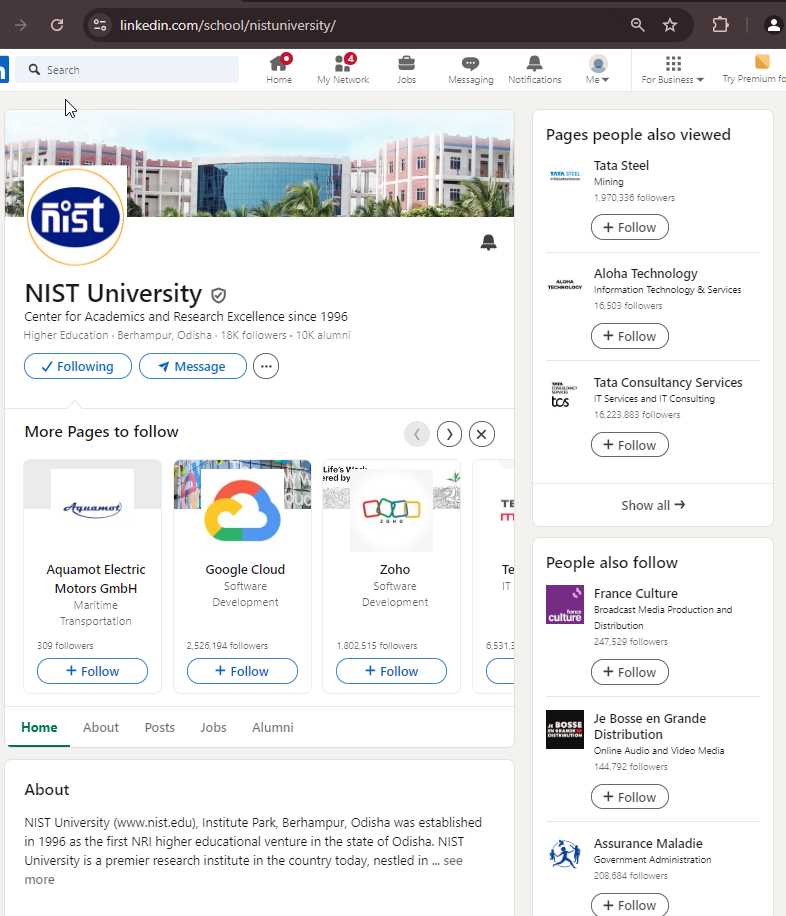 linkedin.com/school/nistuniversity/
Search
Home
4
My Network
Jobs
Messaging
Notifications
Me
For Business
Try Premium fo
nist
NIST University
Center for Academics and Research Excellence since 1996
Higher Education · Berhampur, Odisha · 18K followers · 10K alumni
Following
Message
More Pages to follow
Aquamot
Aquamot Electric
Motors GmbH
Maritime
Transportation
309 followers
+ Follow
Google Cloud
Software
Development
2,526,194 followers
+ Follow
Life's Work
ered by
ZOHO
Zoho
Software
Development
1,802,515 followers
+ Follow
TE
Te
IT
6,531,3
Home
About
Posts
Jobs
Alumni
About
NIST University (www.nist.edu), Institute Park, Berhampur, Odisha was established
in 1996 as the first NRI higher educational venture in the state of Odisha. NIST
University is a premier research institute in the country today, nestled in ... see
more
Pages people also viewed
TATA STEEL
Tata Steel
Mining
1,970,336 followers
+ Follow
ALOHA
TECHNOLOGY
Aloha Technology
Information Technology & Services
16,503 followers
+ Follow
TATA
CONSULTANCY
SERVICES
tcs
Tata Consultancy Services
IT Services and IT Consulting
16,223,883 followers
+ Follow
Show all →
People also follow
france
culture
France Culture
Broadcast Media Production and
Distribution
247,529 followers
+ Follow
JE BOSSE
EN GRANDE
DISTRIBUTION
Je Bosse en Grande
Distribution
Online Audio and Video Media
144,792 followers
+ Follow
Assurance Maladie
Government Administration
208,684 followers
+ Follow